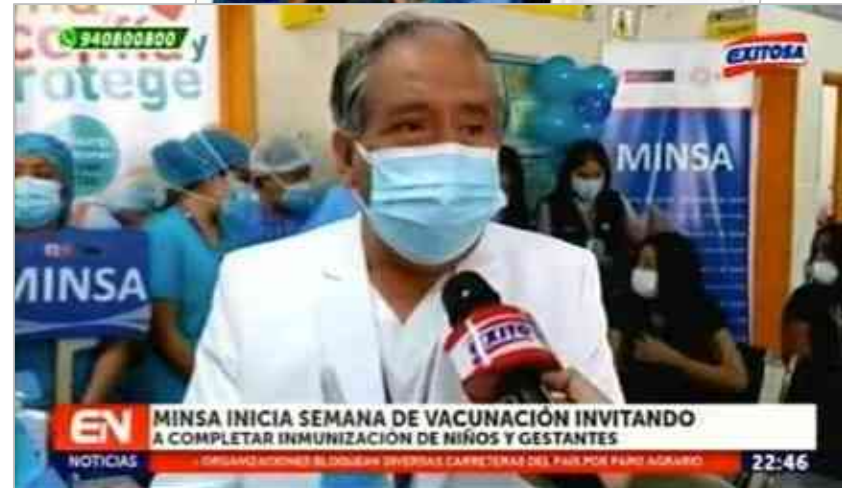 940800800
y
rotege
EXITOSA
MINSA
MINSA
EXITO
EN
NOTICIAS
MINSA INICIA SEMANA DE VACUNACIÓN INVITANDO
A COMPLETAR INMUNIZACIÓN DE NIÑOS Y GESTANTES
- ORGANIZACIONES BLOQUEAN DIVERSAS CARRETERAS DEL PAÍS POR PARO AGRARIO
22:46